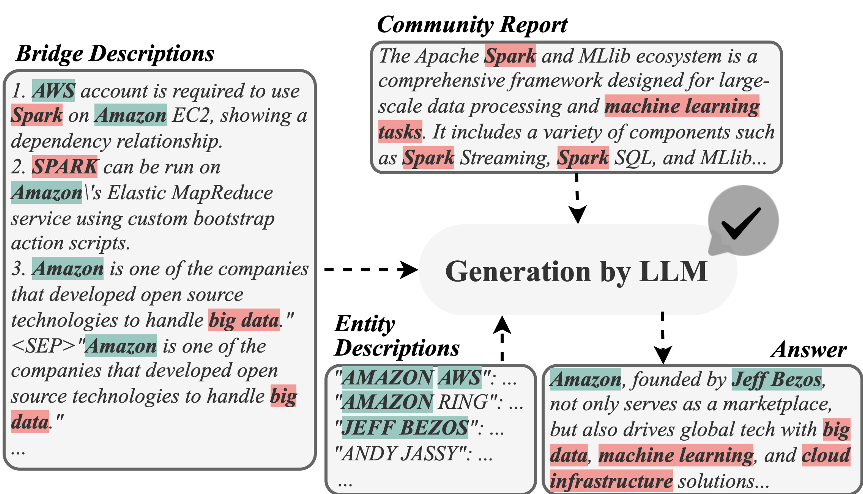 Bridge Descriptions
1. AWS account is required to use
Spark on Amazon EC2, showing a
dependency relationship.
2. SPARK can be run on
Amazon\'s Elastic MapReduce
service using custom bootstrap
action scripts.
3. Amazon is one of the companies
that developed open source
technologies to handle big data."
<SEP>"Amazon is one of the
companies that developed open
source technologies to handle big
data."
...
Community Report
The Apache Spark and MLlib ecosystem is a
comprehensive framework designed for large-
scale data processing and machine learning
tasks. It includes a variety of components such
as Spark Streaming, Spark SQL, and MLlib...
Generation by LLM
Entity
Descriptions
"AMAZON AWS": ...
"AMAZON RING": ...
"JEFF BEZOS": ...
"ANDY JASSY": ...
...
Answer
Amazon, founded by Jeff Bezos,
not only serves as a marketplace,
but also drives global tech with big
data, machine learning, and cloud
infrastructure solutions...